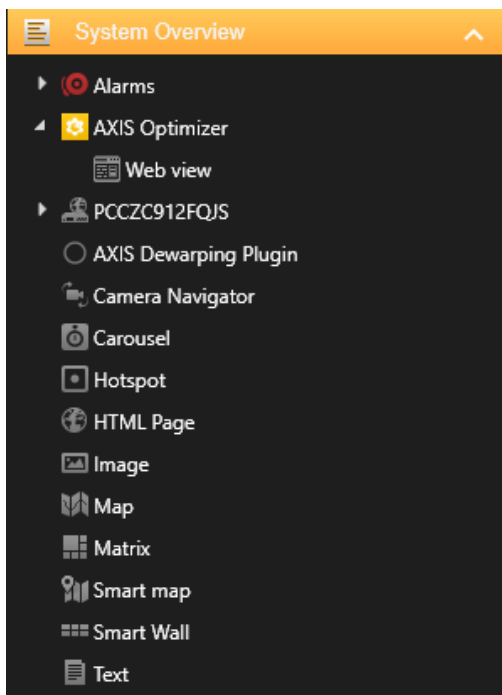 System Overview
Alarms
AXIS Optimizer
Web view
PCCZC912FQJS
AXIS Dewarping Plugin
Camera Navigator
Carousel
Hotspot
HTML Page
Image
Map
Matrix
Smart map
Smart Wall
Text